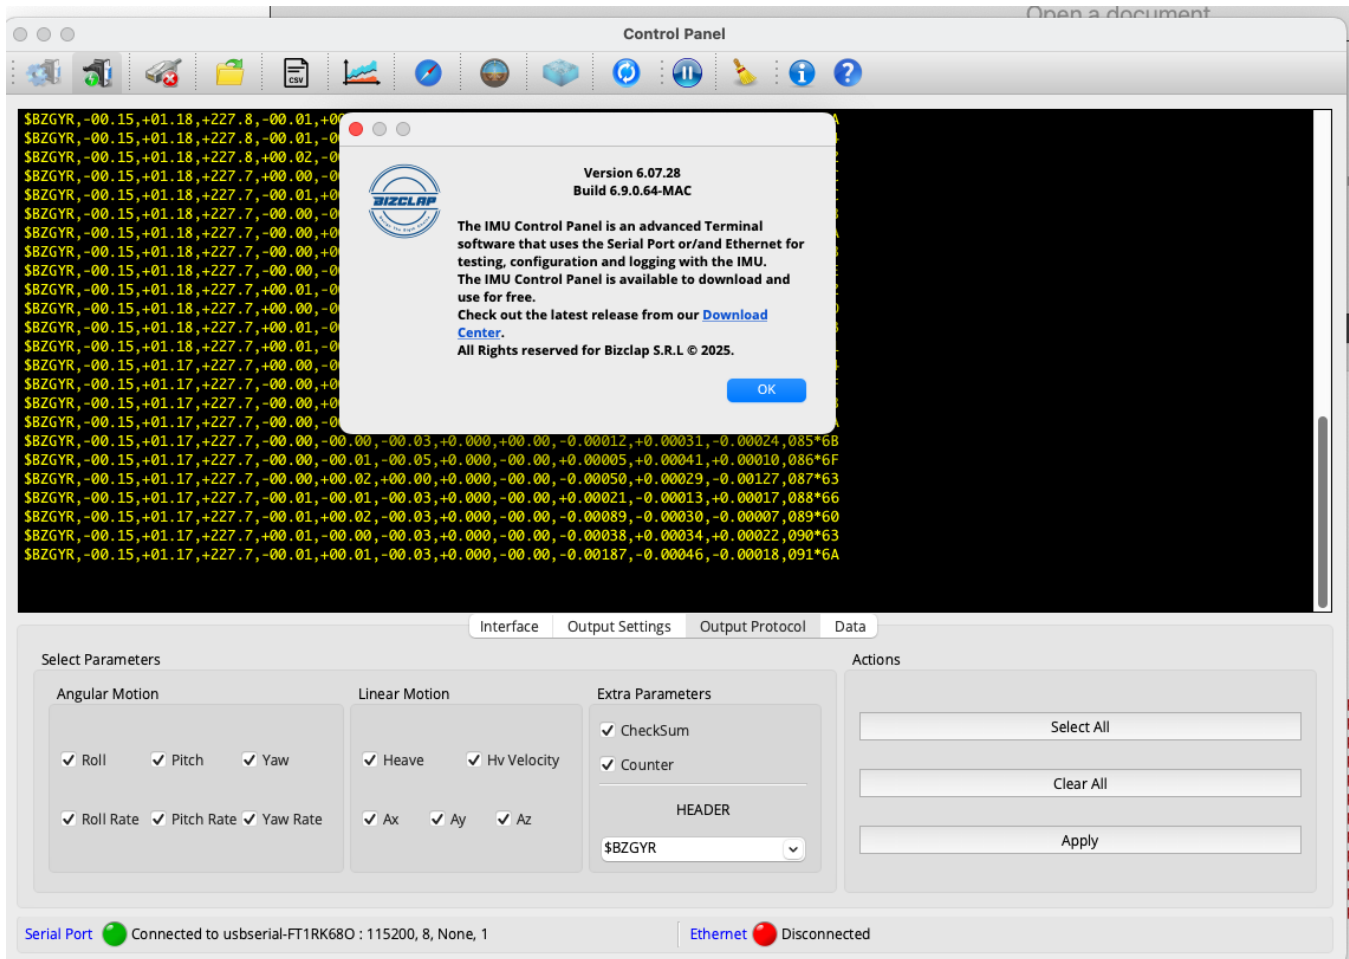 Open a document
Control Panel
CSV
$BZGYR,-00.15,+01.18,+227.8,-00.01,+00
$BZGYR,-00.15,+01.18,+227.8,-00.01,-0
$BZGYR,-00.15,+01.18,+227.8,+00.02,-00
$BZGYR,-00.15,+01.18,+227.7,+00.00,-0
$BZGYR,-00.15,+01.18,+227.7,-00.01,+0
$BZGYR,-00.15,+01.18,+227.7,-00.00,-0
$BZGYR,-00.15,+01.18,+227.7,-00.00,+0
$BZGYR,-00.15,+01.18,+227.7,-00.00,+0
$BZGYR,-00.15,+01.18,+227.7,-00.00,-0
$BZGYR,-00.15,+01.18,+227.7,+00.01,-0
$BZGYR,-00.15,+01.18,+227.7,+00.00,-0
$BZGYR,-00.15,+01.18,+227.7,+00.01,-0
$BZGYR,-00.15,+01.18,+227.7,+00.01,-0
$BZGYR,-00.15,+01.17,+227.7,+00.00,-0
$BZGYR,-00.15,+01.17,+227.7,-00.00,+0
$BZGYR,-00.15,+01.17,+227.7,-00.00,+0
$BZGYR,-00.15,+01.17,+227.7,-00.00,-0
$BZGYR,-00.15,+01.17,+227.7,-00.00,-00.00,-00.03,+0.000,+00.00,-0.00012,+0.00031,-0.00024,085*6B
$BZGYR,-00.15,+01.17,+227.7,-00.00,-00.01,-00.05,+0.000,-00.00,+0.00005,+0.00041,+0.00010,086*6F
$BZGYR,-00.15,+01.17,+227.7,-00.00,+00.02,+00.00,+0.000,-00.00,-0.00050,+0.00029,-0.00127,087*63
$BZGYR,-00.15,+01.17,+227.7,-00.01,-00.01,-00.03,+0.000,-00.00,+0.00021,-0.00013,+0.00017,088*66
$BZGYR,-00.15,+01.17,+227.7,-00.01,+00.02,-00.03,+0.000,-00.00,-0.00089,-0.00030,-0.00007,089*60
$BZGYR,-00.15,+01.17,+227.7,+00.01,-00.00,-00.03,+0.000,-00.00,-0.00038,+0.00034,+0.00022,090*63
$BZGYR,-00.15,+01.17,+227.7,-00.01,+00.01,-00.03,+0.000,-00.00,-0.00187,-0.00046,-0.00018,091*6A
BIZCLAP
Version 6.07.28
Build 6.9.0.64-MAC
The IMU Control Panel is an advanced Terminal
software that uses the Serial Port or/and Ethernet for
testing, configuration and logging with the IMU.
The IMU Control Panel is available to download and
use for free.
Check out the latest release from our Download
Center.
All Rights reserved for Bizclap S.R.L © 2025.
OK
Interface Output Settings Output Protocol Data
Select Parameters
Angular Motion
Roll Pitch Yaw
Roll Rate Pitch Rate Yaw Rate
Linear Motion
Heave Hv Velocity
Ax Ay Az
Extra Parameters
CheckSum
Counter
HEADER
$BZGYR
Actions
Select All
Clear All
Apply
Serial Port Connected to usbserial-FT1RK68O : 115200, 8, None, 1
Ethernet Disconnected